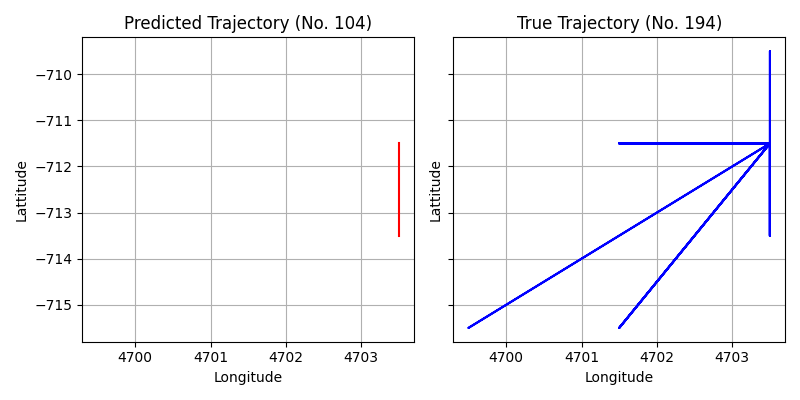 Predicted Trajectory (No. 104)
True Trajectory (No. 194)
−710
−711
−712
−713
−714
−715
Lattitude
Lattitude
4700 4701 4702 4703
4700 4701 4702 4703
Longitude
Longitude